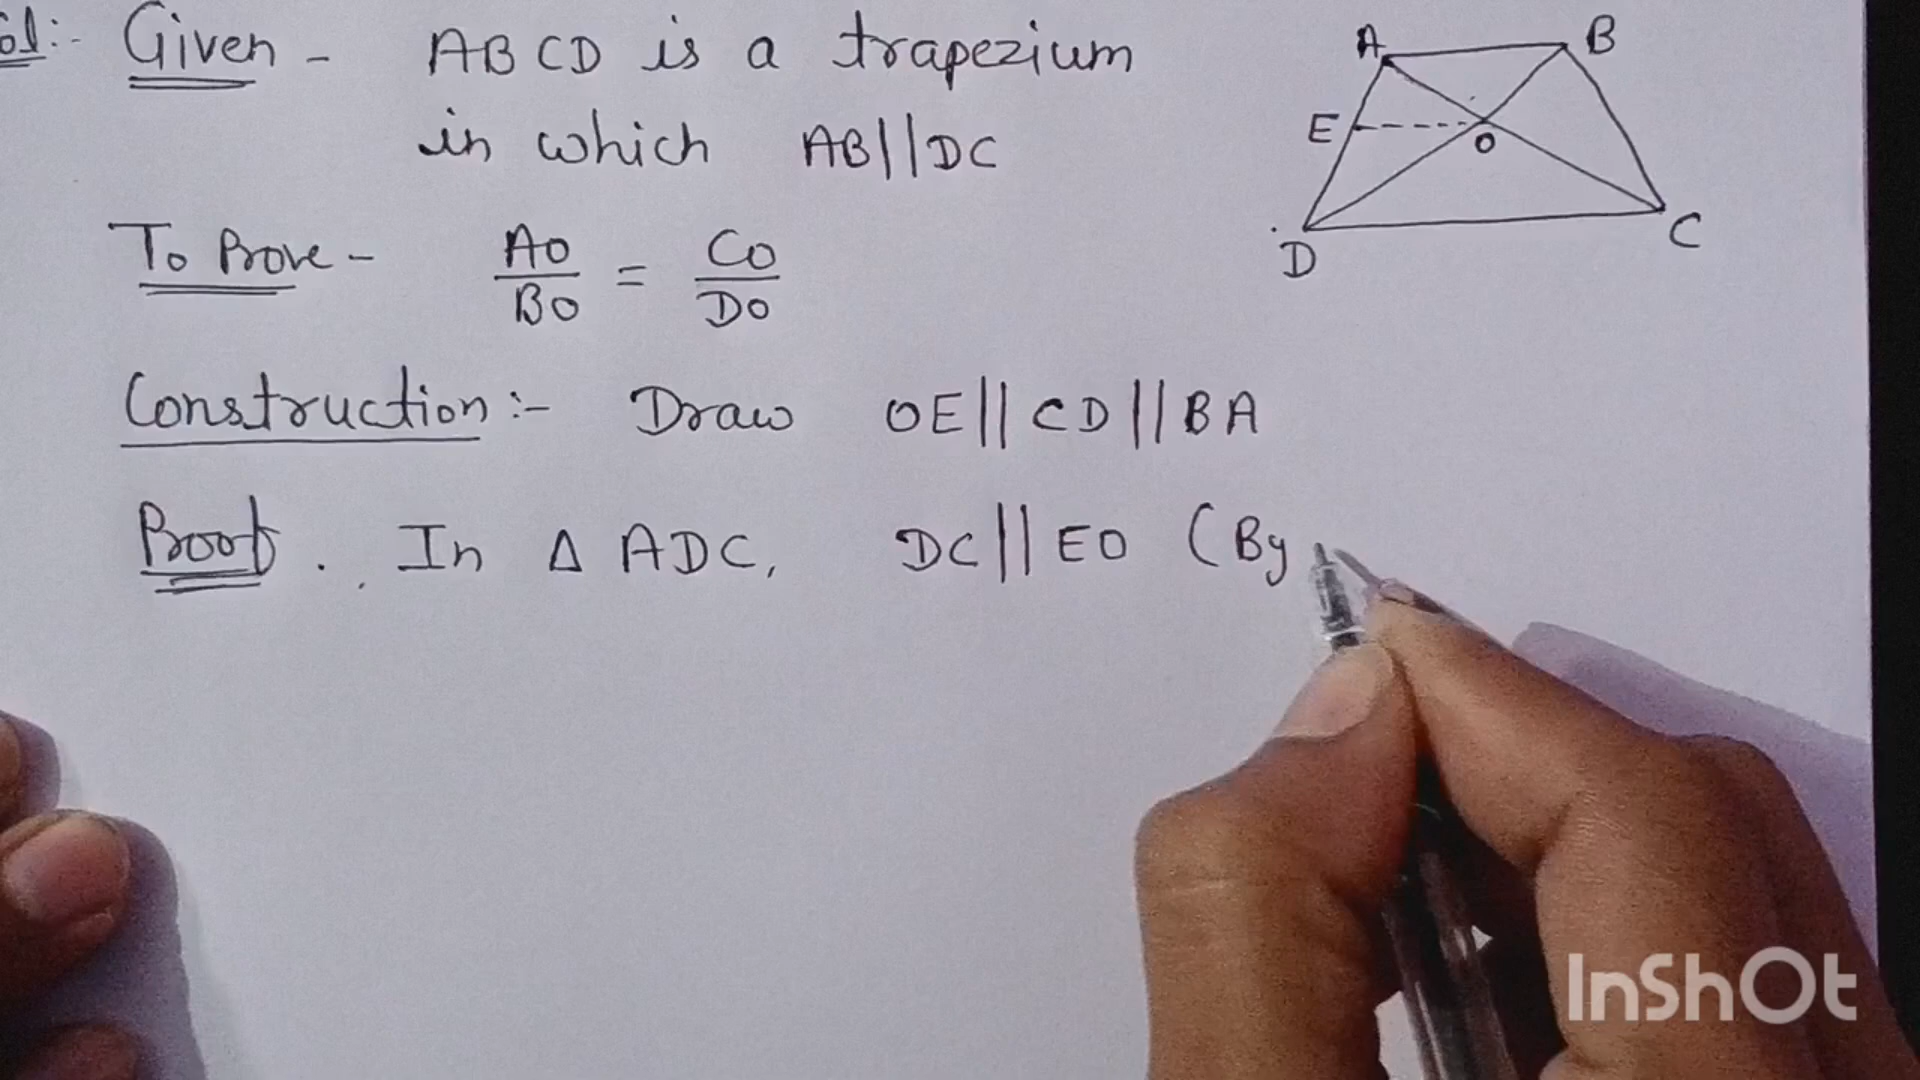 Sol:- Given - ABCD is a trapezium
in which AB||DC
To Prove - AO/BO = CO/DO
Construction:- Draw OE||CD||BA
Proof. In Δ ADC, DC||EO (By
A B
E O
D C
InShOt